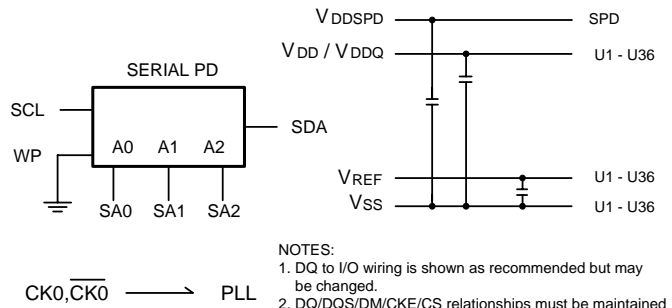 VDDSPD SPD
VDD / VDDQ U1 - U36
SERIAL PD
SCL
SDA
WP
A0 A1 A2
SA0 SA1 SA2
VREF U1 - U36
VSS U1 - U36
NOTES:
1. DQ to I/O wiring is shown as recommended but may
be changed.
2. DQ/DQS/DM/CKE/CS relationships must be maintained
CK0,CK0 PLL